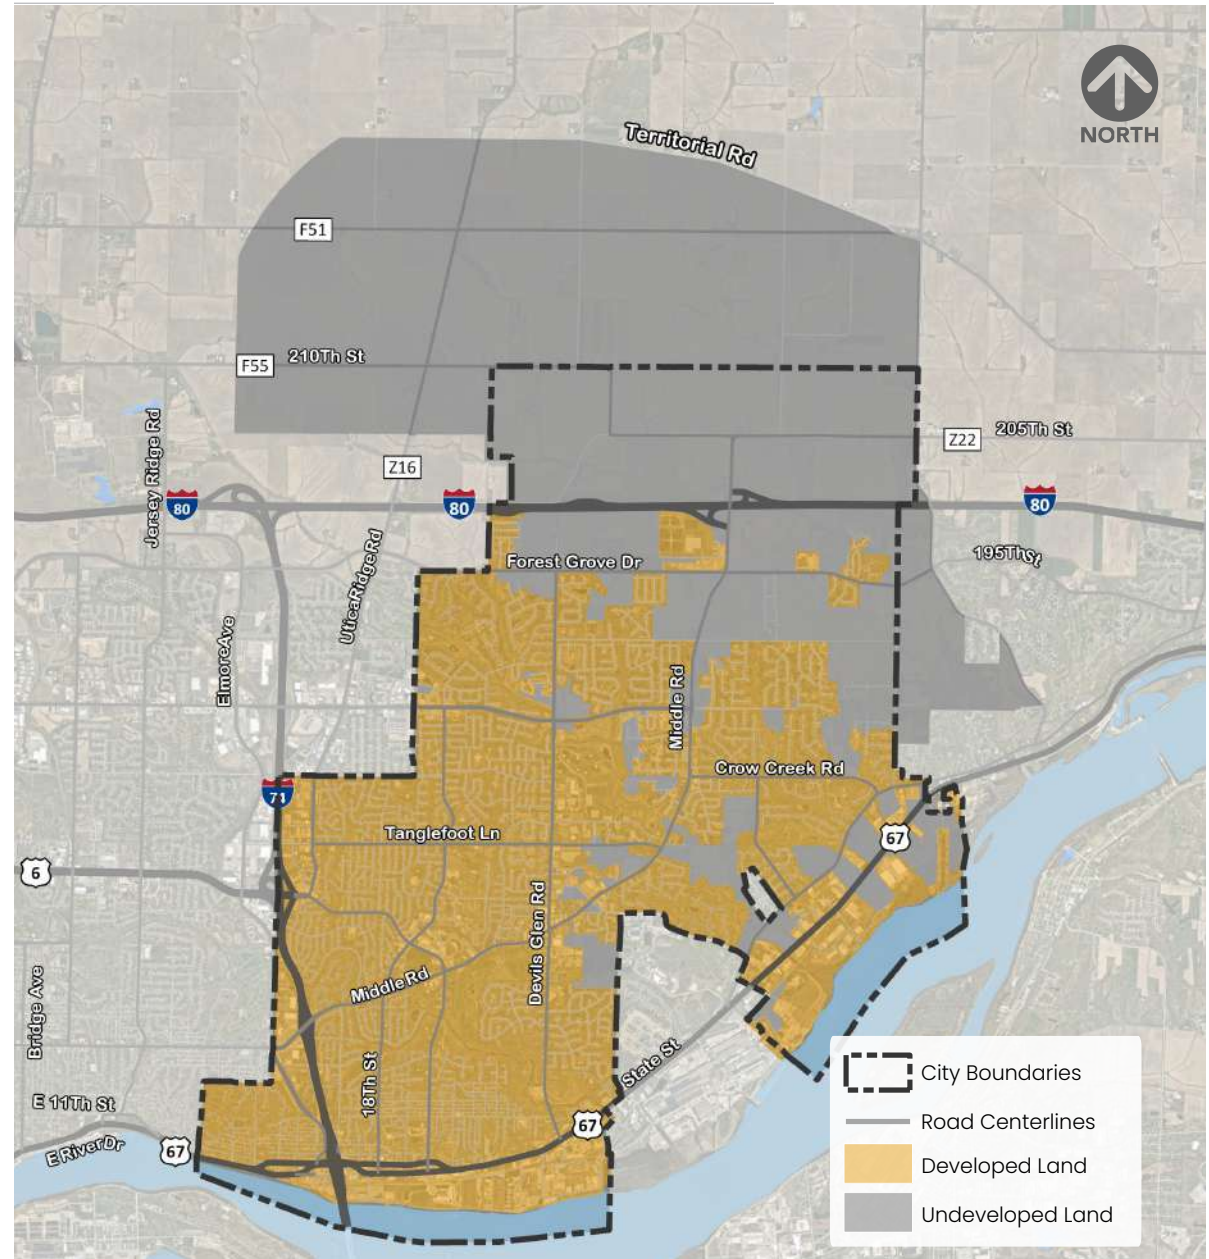 NORTH
Territorial Rd
F51
F55
210Th St
Z16
Z22
205Th St
Jersey Ridge Rd
80
80
80
195Th St
Forest Grove Dr
Utica Ridge Rd
Elmore Ave
Middle Rd
Crow Creek Rd
74
Tanglefoot Ln
67
6
Devils Glen Rd
Middle Rd
Bridge Ave
18Th St
State St
E 11Th St
67
67
E River Dr
City Boundaries
Road Centerlines
Developed Land
Undeveloped Land